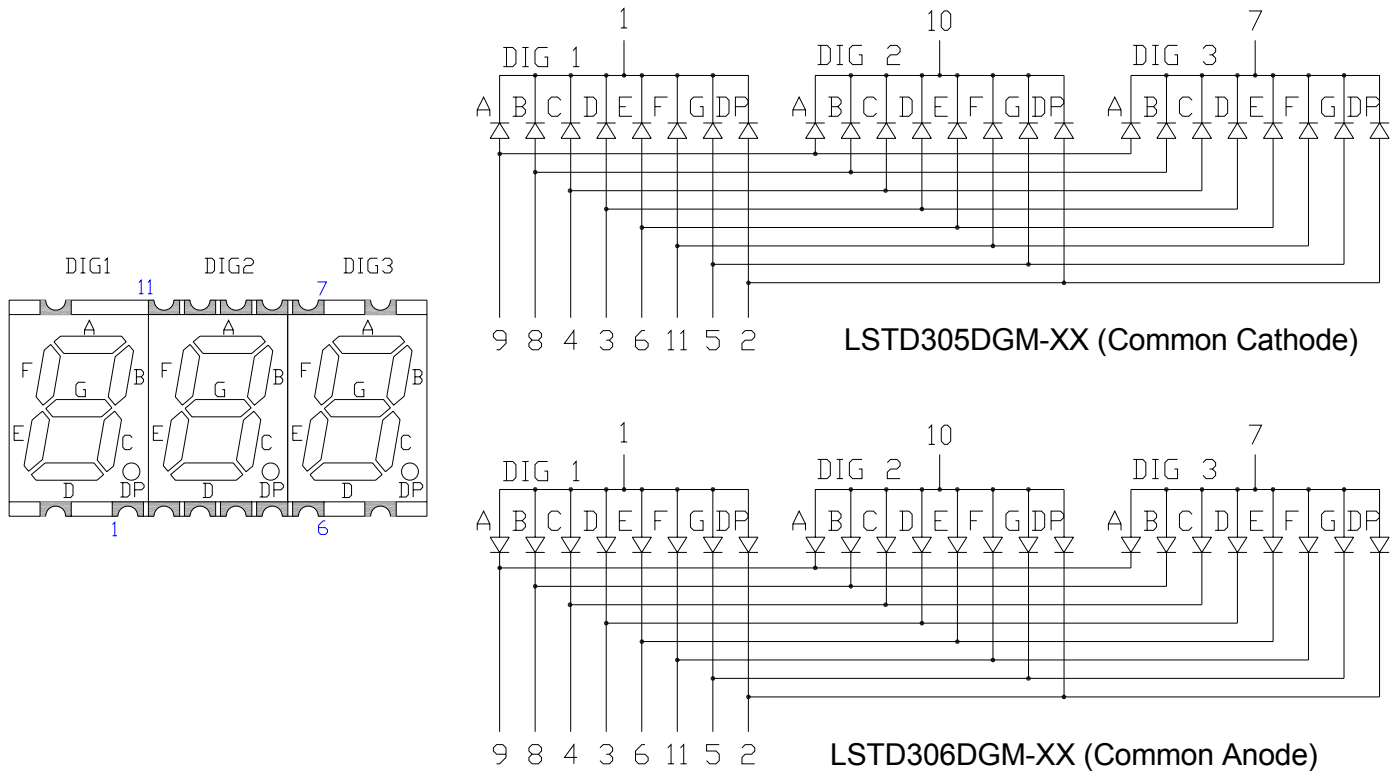 1 10 7
DIG 1 DIG 2 DIG 3
A B C D E F G DP A B C D E F G DP A B C D E F G DP
9 8 4 3 6 11 5 2
LSTD305DGM-XX (Common Cathode)
DIG1 DIG2 DIG3
11 7
A A A
F B F B F B
G G G
E C E C E C
D DP D DP D DP
1 6
1 10 7
DIG 1 DIG 2 DIG 3
A B C D E F G DP A B C D E F G DP A B C D E F G DP
9 8 4 3 6 11 5 2
LSTD306DGM-XX (Common Anode)